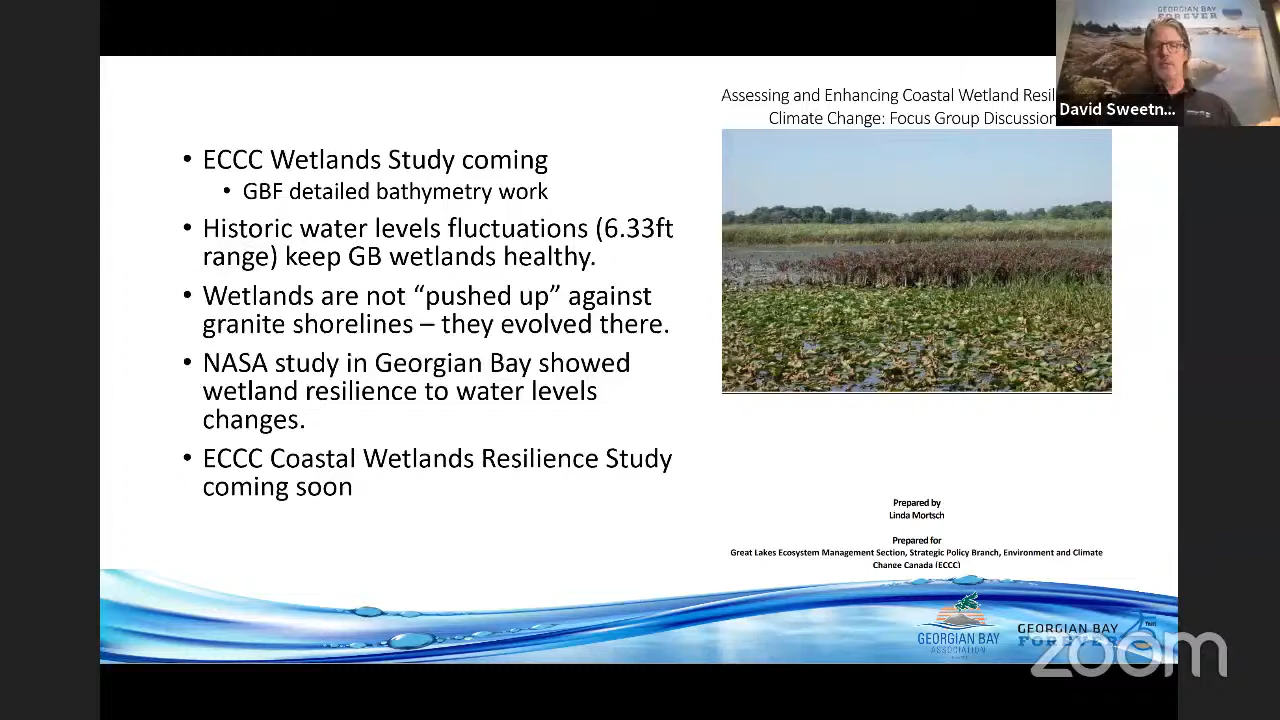 GEORGIAN BAY
FOREVER
David Sweetn...
Assessing and Enhancing Coastal Wetland
Climate Change: Focus Group Discussion
• ECCC Wetlands Study coming
• GBF detailed bathymetry work
• Historic water levels fluctuations (6.33ft
range) keep GB wetlands healthy.
• Wetlands are not “pushed up” against
granite shorelines – they evolved there.
• NASA study in Georgian Bay showed
wetland resilience to water levels
changes.
• ECCC Coastal Wetlands Resilience Study
coming soon
Prepared by
Linda Mortsch
Prepared for
Great Lakes Ecosystem Management Section, Strategic Policy Branch, Environment and Climate
Change Canada (ECCC)
GEORGIAN BAY
ASSOCIATION
GEORGIAN BAY
FOREVER
zoom